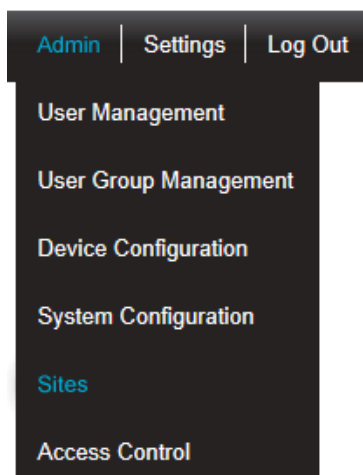 Admin Settings Log Out
User Management
User Group Management
Device Configuration
System Configuration
Sites
Access Control